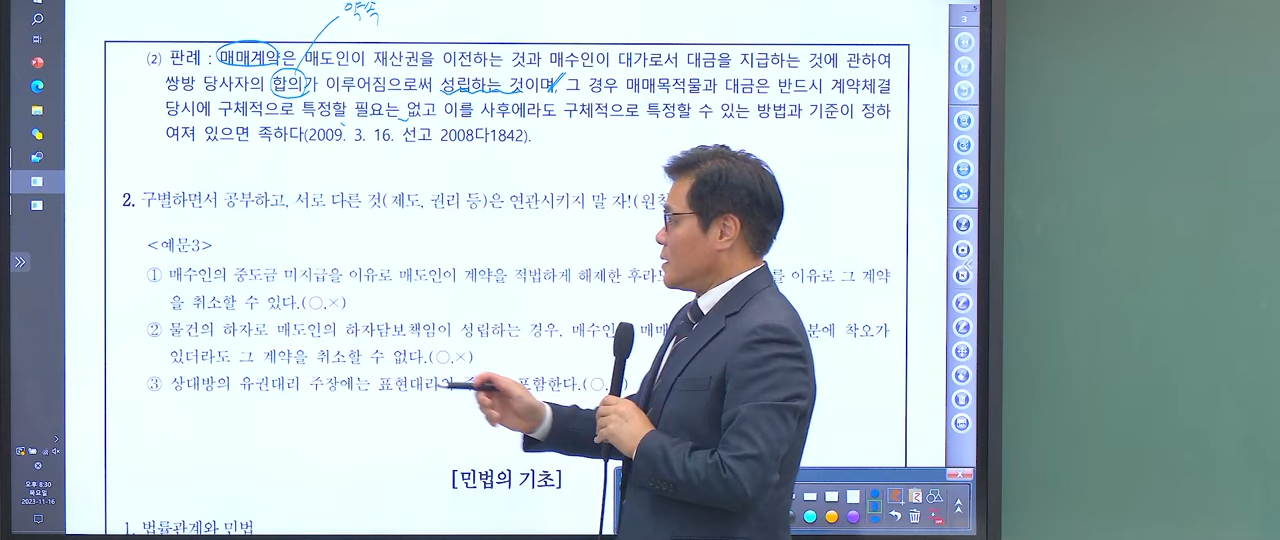 약속
(2) 판례 : 매매계약은 매도인이 재산권을 이전하는 것과 매수인이 대가로서 대금을 지급하는 것에 관하여
쌍방 당사자의 합의가 이루어짐으로써 성립하는 것이며, 그 경우 매매목적물과 대금은 반드시 계약체결
당시에 구체적으로 특정할 필요는 없고 이를 사후에라도 구체적으로 특정할 수 있는 방법과 기준이 정하
여져 있으면 족하다(2009. 3. 16. 선고 2008다1842).
2. 구별하면서 공부하고, 서로 다른 것(제도, 권리 등)은 연관시키지 말 자!(원칙
<예문3>
① 매수인의 중도금 미지급을 이유로 매도인이 계약을 적법하게 해제한 후라 를 이유로 그 계약
을 취소할 수 있다.(○,×)
② 물건의 하자로 매도인의 하자담보책임이 성립하는 경우, 매수인 매매 분에 착오가
있더라도 그 계약을 취소할 수 없다.(○,×)
③ 상대방의 유권대리 주장에는 표현대리 포함한다.(○,
[민법의 기초]
1. 법률관계와 민법
오후 8:30
목요일
2023-11-16
3